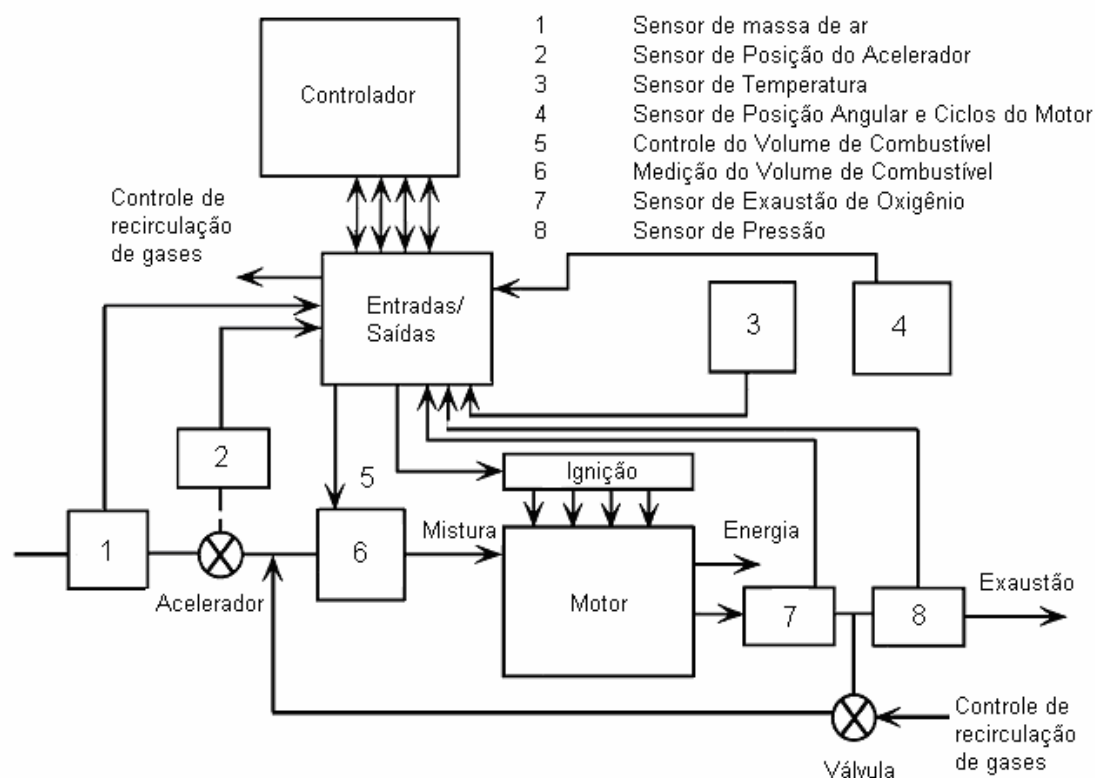 1 Sensor de massa de ar
2 Sensor de Posição do Acelerador
3 Sensor de Temperatura
4 Sensor de Posição Angular e Ciclos do Motor
5 Controle do Volume de Combustível
6 Medição do Volume de Combustível
7 Sensor de Exaustão de Oxigênio
8 Sensor de Pressão
Controlador
Controle de
recirculação
de gases
Entradas/
Saídas
3
4
2
5
Ignição
1
Acelerador
6
Mistura
Motor
Energia
7
8
Exaustão
Válvula
Controle de
recirculação
de gases